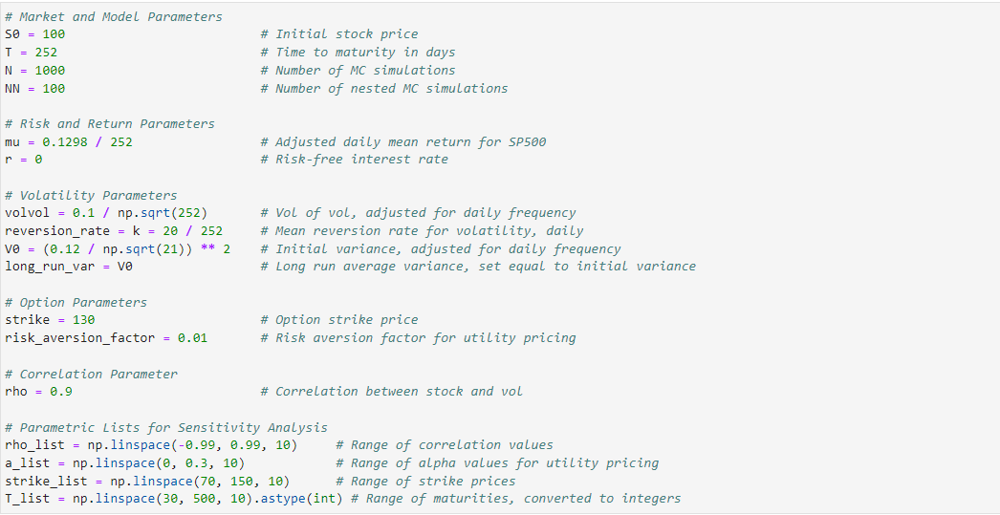 # Market and Model Parameters
S0 = 100 # Initial stock price
T = 252 # Time to maturity in days
N = 1000 # Number of MC simulations
NN = 100 # Number of nested MC simulations
# Risk and Return Parameters
mu = 0.1298 / 252 # Adjusted daily mean return for SP500
r = 0 # Risk-free interest rate
# Volatility Parameters
volvol = 0.1 / np.sqrt(252) # Vol of vol, adjusted for daily frequency
reversion_rate = k = 20 / 252 # Mean reversion rate for volatility, daily
V0 = (0.12 / np.sqrt(21)) ** 2 # Initial variance, adjusted for daily frequency
long_run_var = V0 # Long run average variance, set equal to initial variance
# Option Parameters
strike = 130 # Option strike price
risk_aversion_factor = 0.01 # Risk aversion factor for utility pricing
# Correlation Parameter
rho = 0.9 # Correlation between stock and vol
# Parametric Lists for Sensitivity Analysis
rho_list = np.linspace(-0.99, 0.99, 10) # Range of correlation values
a_list = np.linspace(0, 0.3, 10) # Range of alpha values for utility pricing
strike_list = np.linspace(70, 150, 10) # Range of strike prices
T_list = np.linspace(30, 500, 10).astype(int) # Range of maturities, converted to integers